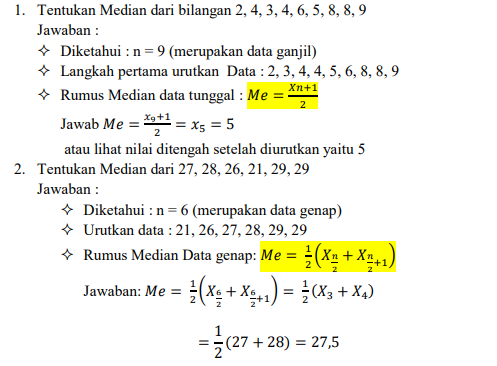 1. Tentukan Median dari bilangan 2, 4, 3, 4, 6, 5, 8, 8, 9
Jawaban :
✧ Diketahui : n = 9 (merupakan data ganjil)
✧ Langkah pertama urutkan Data : 2, 3, 4, 4, 5, 6, 8, 8, 9
✧ Rumus Median data tunggal : Me = \frac{Xn+1}{2}
Jawab Me = \frac{x_9+1}{2} = x_5 = 5
atau lihat nilai ditengah setelah diurutkan yaitu 5
2. Tentukan Median dari 27, 28, 26, 21, 29, 29
Jawaban :
✧ Diketahui : n = 6 (merupakan data genap)
✧ Urutkan data : 21, 26, 27, 28, 29, 29
✧ Rumus Median Data genap: Me = \frac{1}{2}(X_{\frac{n}{2}} + X_{\frac{n}{2}+1})
Jawaban: Me = \frac{1}{2}(X_{\frac{6}{2}} + X_{\frac{6}{2}+1}) = \frac{1}{2}(X_3 + X_4)
= \frac{1}{2}(27 + 28) = 27,5